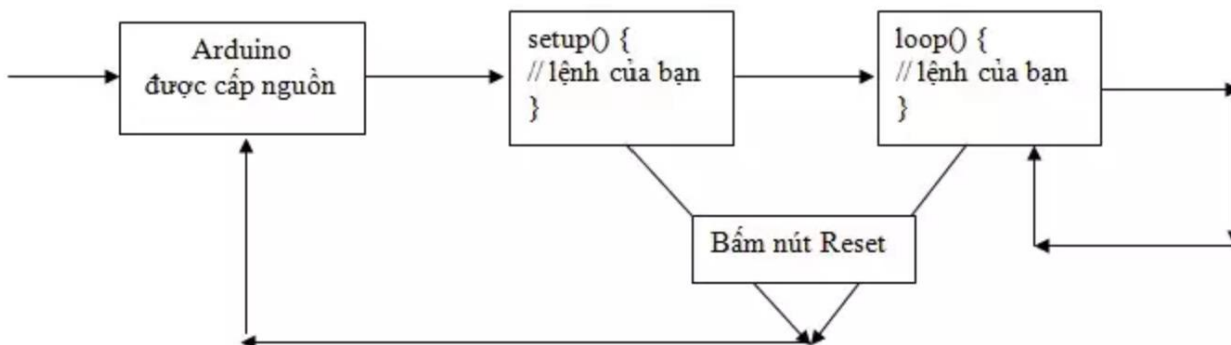 Arduino
được cấp nguồn
setup() {
// lệnh của bạn
}
loop() {
// lệnh của bạn
}
Bấm nút Reset